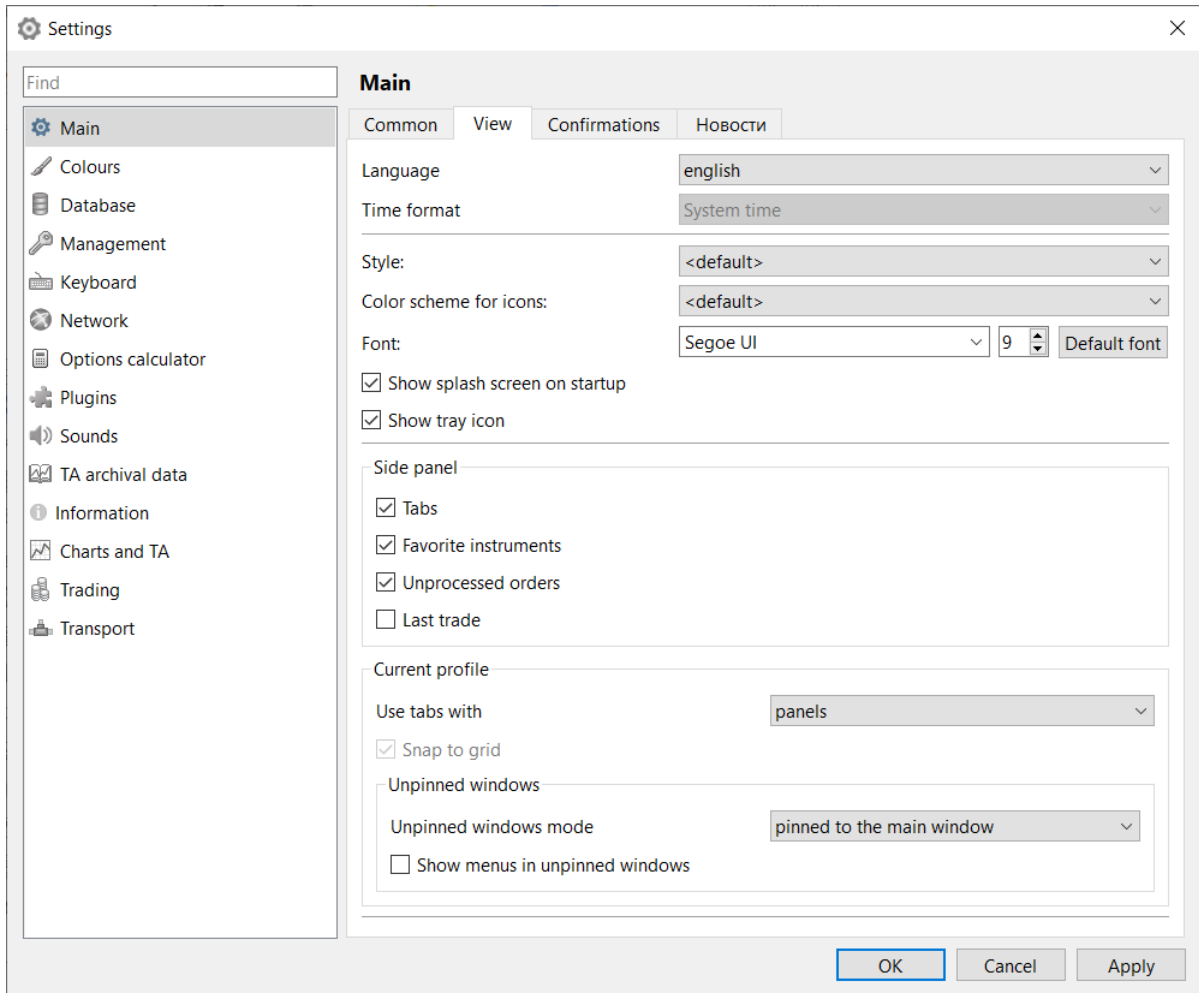 Settings
Find
Main
Colours
Database
Management
Keyboard
Network
Options calculator
Plugins
Sounds
TA archival data
Information
Charts and TA
Trading
Transport
Main
Common View Confirmations Новости
Language english
Time format System time
Style: <default>
Color scheme for icons: <default>
Font: Segoe UI 9 Default font
Show splash screen on startup
Show tray icon
Side panel
Tabs
Favorite instruments
Unprocessed orders
Last trade
Current profile
Use tabs with panels
Snap to grid
Unpinned windows
Unpinned windows mode pinned to the main window
Show menus in unpinned windows
OK Cancel Apply